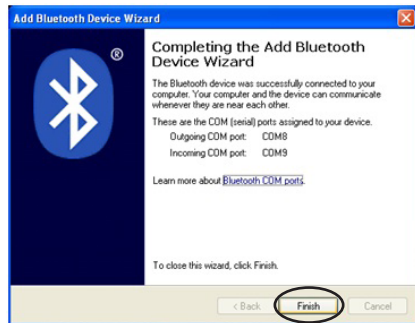 Add Bluetooth Device Wizard
®
Completing the Add Bluetooth
Device Wizard
The Bluetooth device was successfully connected to your
computer. Your computer and the device can communicate
whenever they are near each other.
These are the COM (serial) ports assigned to your device.
Outgoing COM port: COM8
Incoming COM port: COM9
Learn more about Bluetooth COM ports.
To close this wizard, click Finish.
< Back Finish Cancel